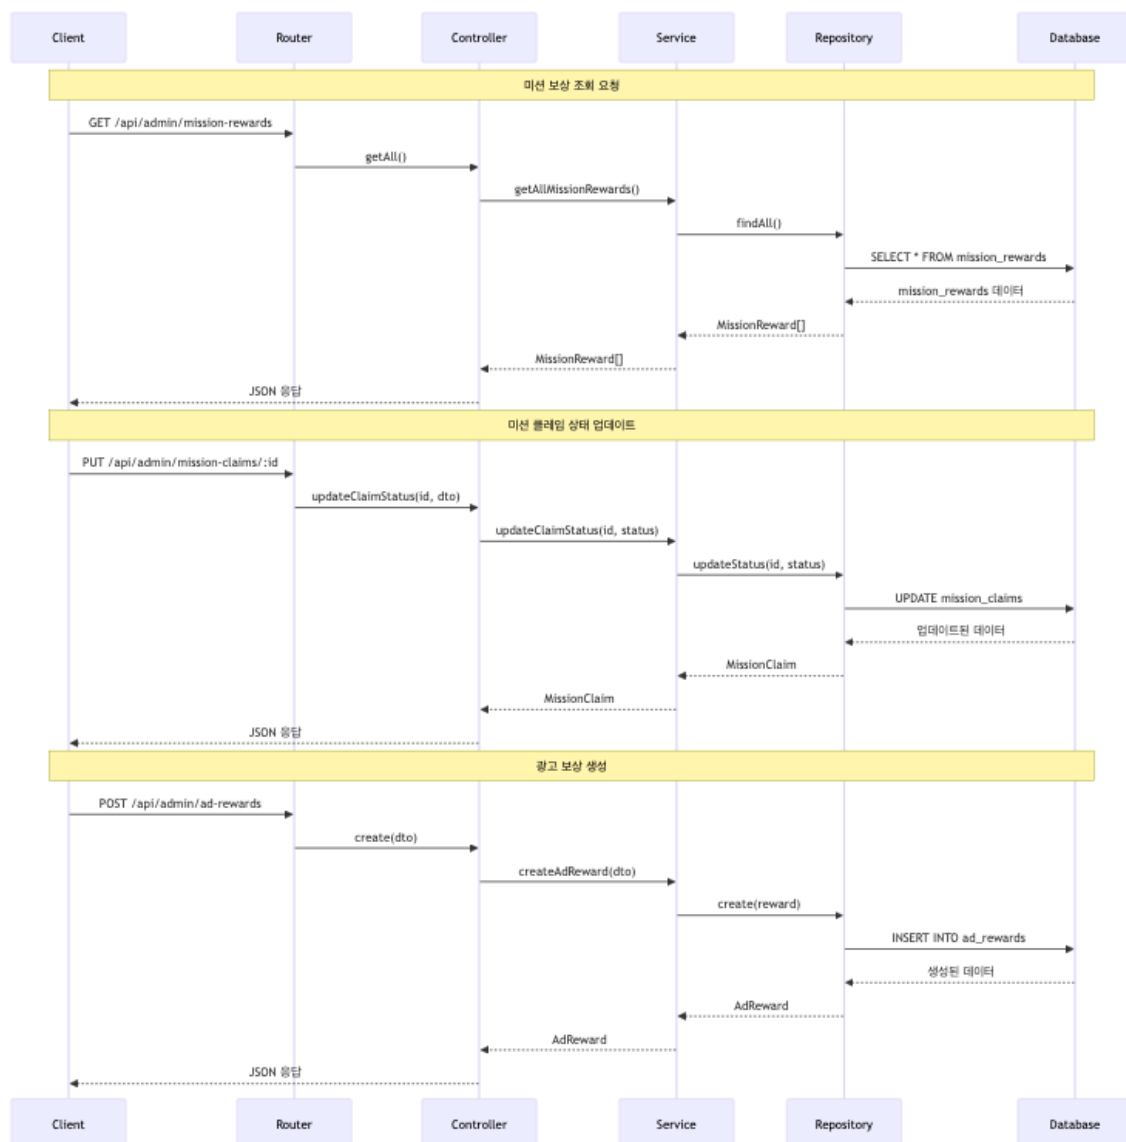 Client
Router
Controller
Service
Repository
Database
미션 보상 조회 요청
GET /api/admin/mission-rewards
getAll()
getAllMissionRewards()
findAll()
SELECT * FROM mission_rewards
mission_rewards 데이터
MissionReward[]
MissionReward[]
JSON 응답
미션 클레임 상태 업데이트
PUT /api/admin/mission-claims/:id
updateClaimStatus(id, dto)
updateClaimStatus(id, status)
updateStatus(id, status)
UPDATE mission_claims
업데이트된 데이터
MissionClaim
MissionClaim
JSON 응답
광고 보상 생성
POST /api/admin/ad-rewards
create(dto)
createAdReward(dto)
create(reward)
INSERT INTO ad_rewards
생성된 데이터
AdReward
AdReward
JSON 응답
Client
Router
Controller
Service
Repository
Database